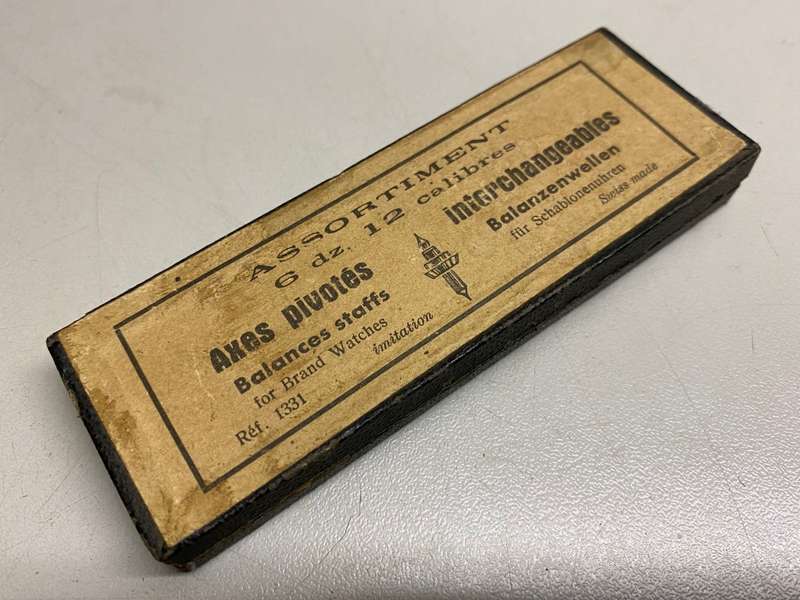 ASSORTIMENT
6 dz. 12 calibres
Axes pivotés interchangeables
Balances staffs Balanzenwellen
for Brand Watches für Schablonenuhren
Réf. 1331 imitation Swiss made